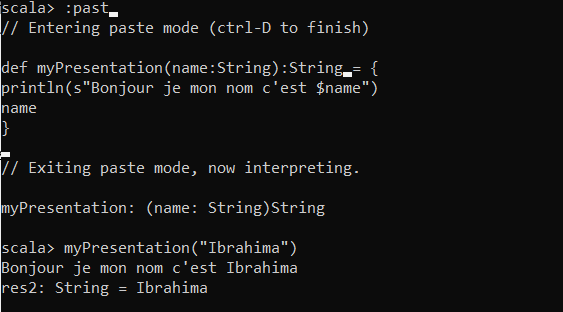 scala> :past
// Entering paste mode (ctrl-D to finish)
def myPresentation(name:String):String = {
println(s"Bonjour je mon nom c'est $name")
name
}
// Exiting paste mode, now interpreting.
myPresentation: (name: String)String
scala> myPresentation("Ibrahima")
Bonjour je mon nom c'est Ibrahima
res2: String = Ibrahima